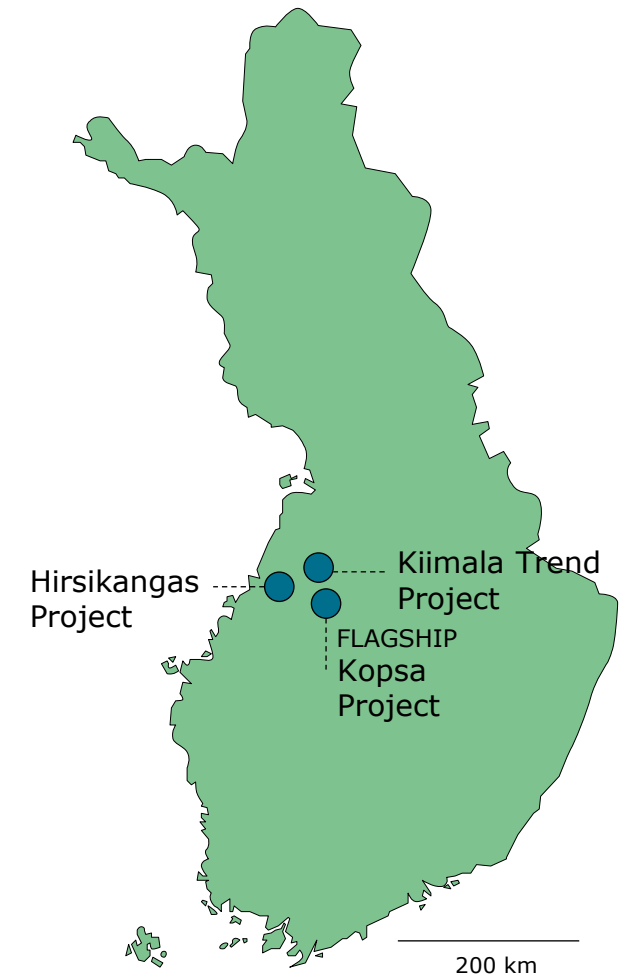 Kiimala Trend
Project
Hirsikangas
Project
FLAGSHIP
Kopsa
Project
200 km